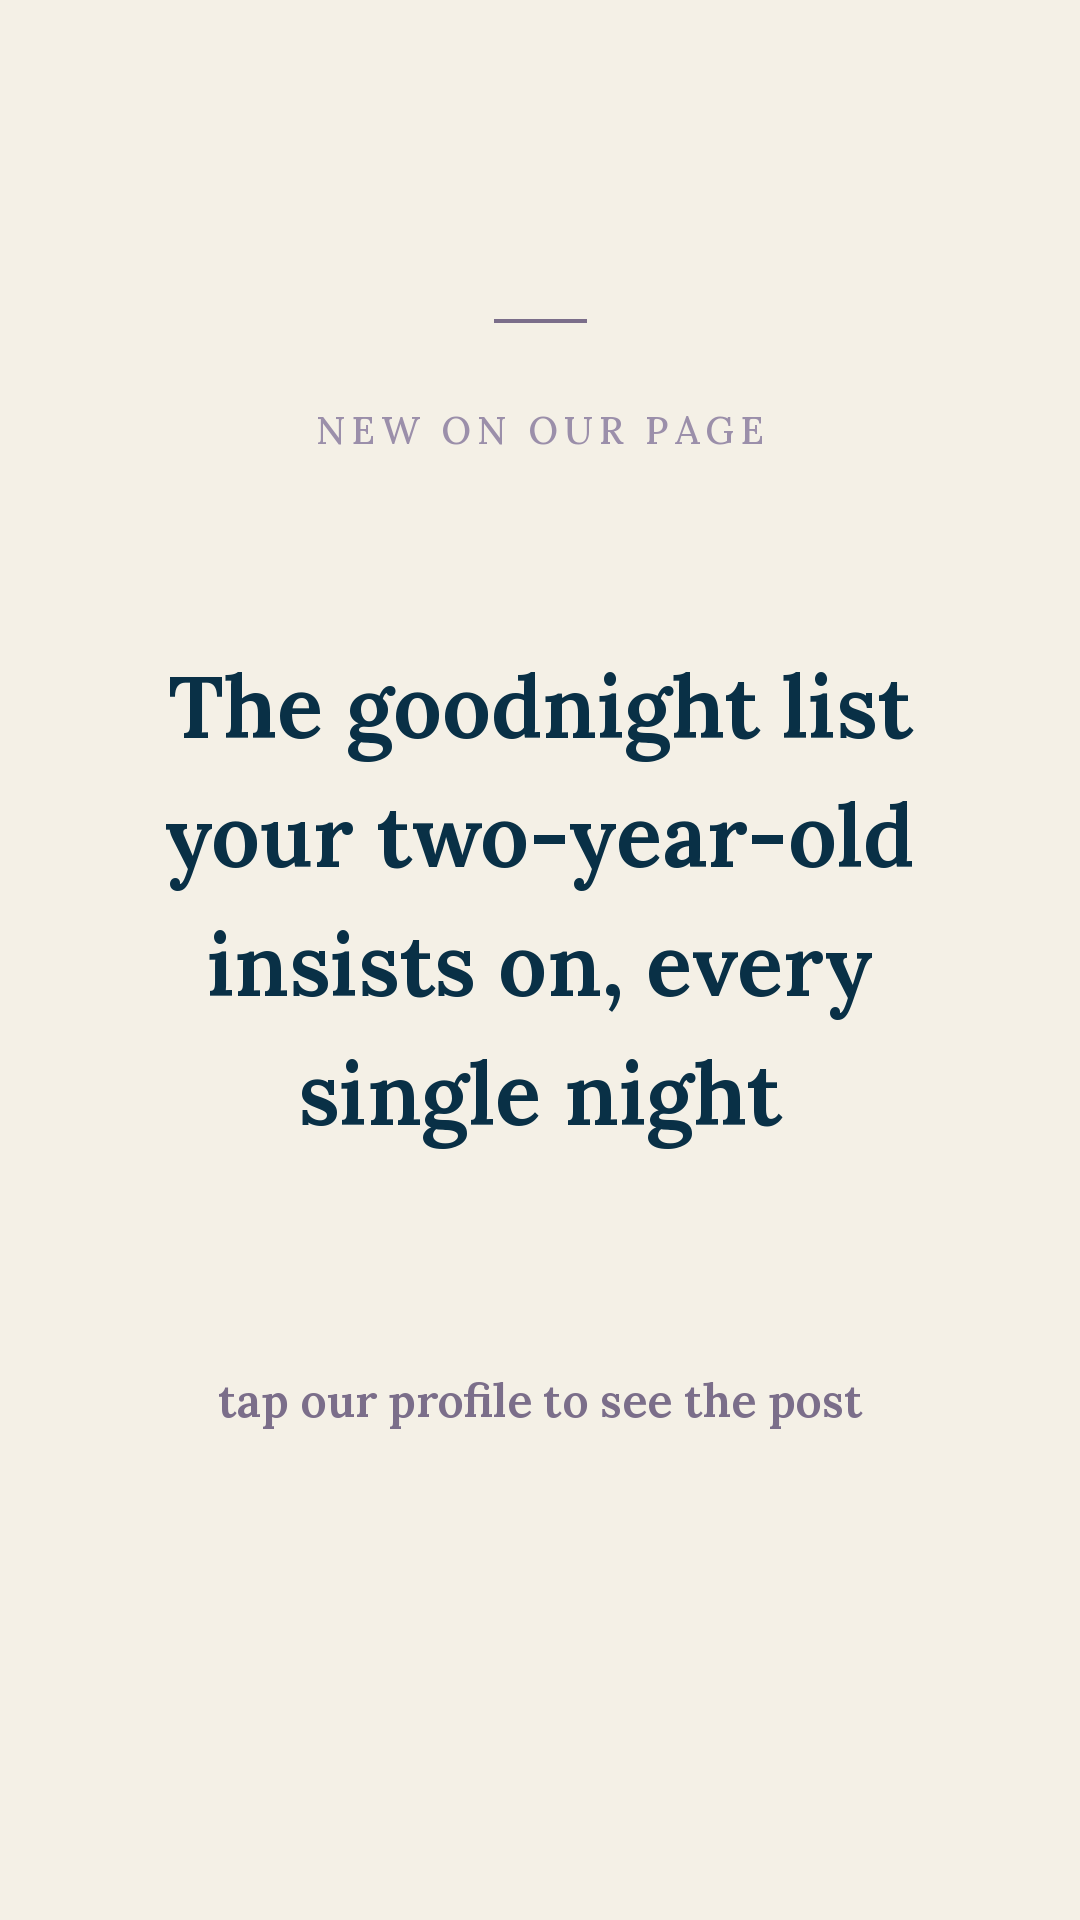 NEW ON OUR PAGE
The goodnight list
your two-year-old
insists on, every
single night
tap our profile to see the post